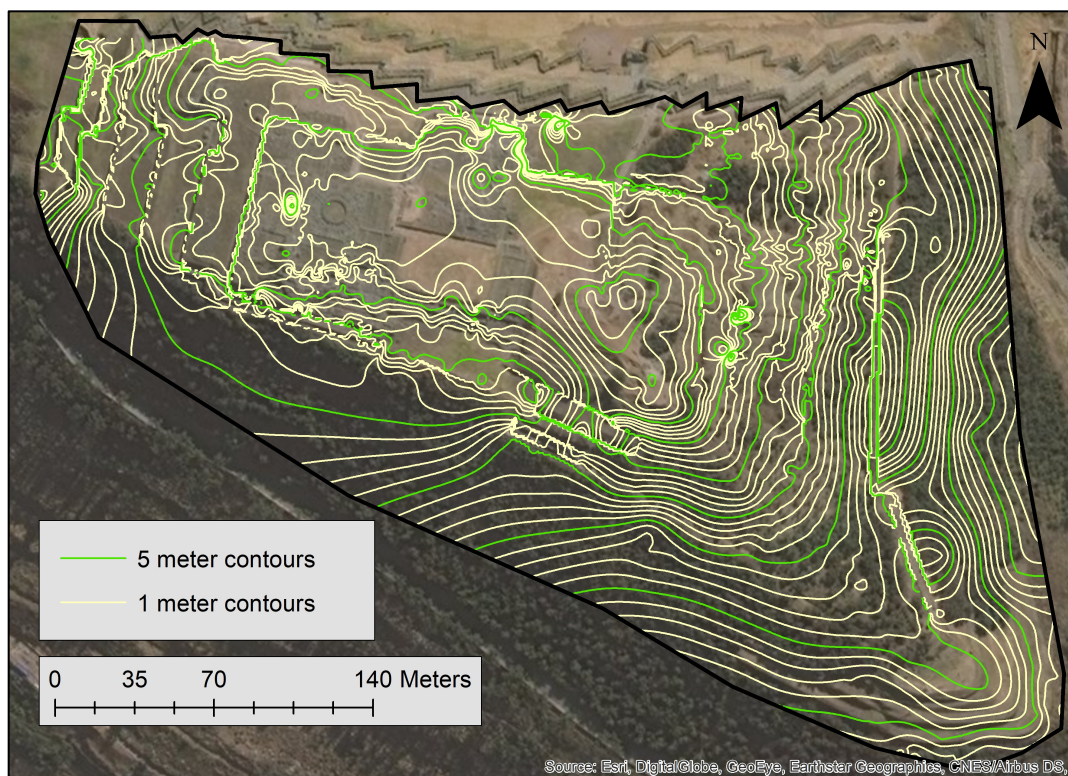 N
5 meter contours
1 meter contours
0 35 70 140 Meters
Source: Esri, DigitalGlobe, GeoEye, Earthstar Geographics, CNES/Airbus DS,